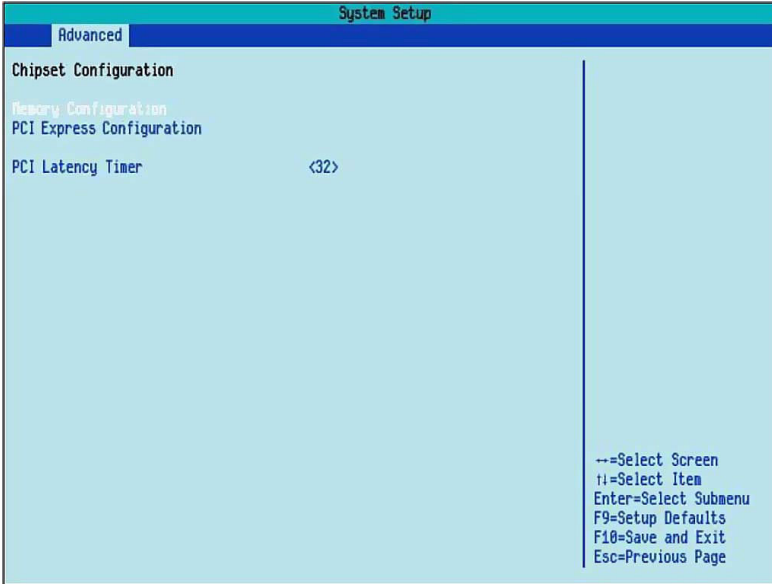 System Setup
Advanced
Chipset Configuration
Memory Configuration
PCI Express Configuration
PCI Latency Timer <32>
↔=Select Screen
↑↓=Select Item
Enter=Select Submenu
F9=Setup Defaults
F10=Save and Exit
Esc=Previous Page